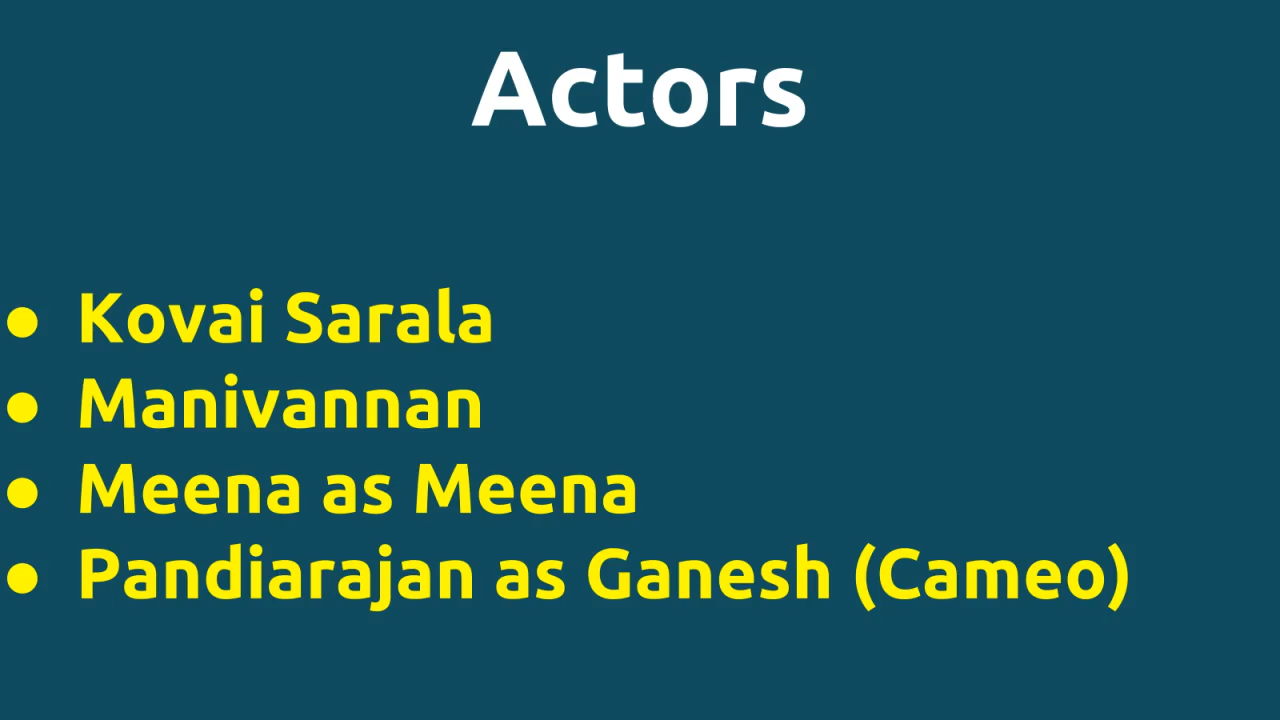 Actors
● Kovai Sarala
● Manivannan
● Meena as Meena
● Pandiarajan as Ganesh (Cameo)